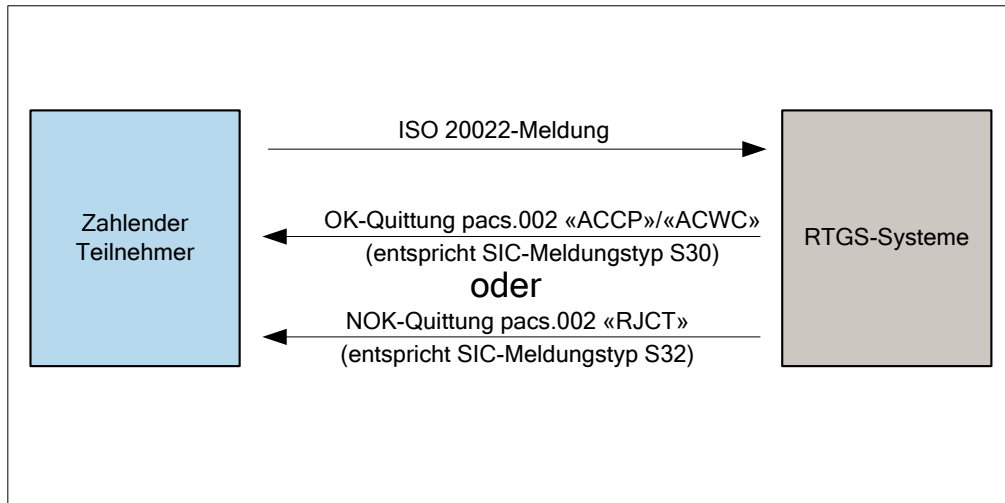 Zahlender
Teilnehmer
ISO 20022-Meldung
OK-Quittung pacs.002 «ACCP»/«ACWC»
(entspricht SIC-Meldungstyp S30)
oder
NOK-Quittung pacs.002 «RJCT»
(entspricht SIC-Meldungstyp S32)
RTGS-Systeme